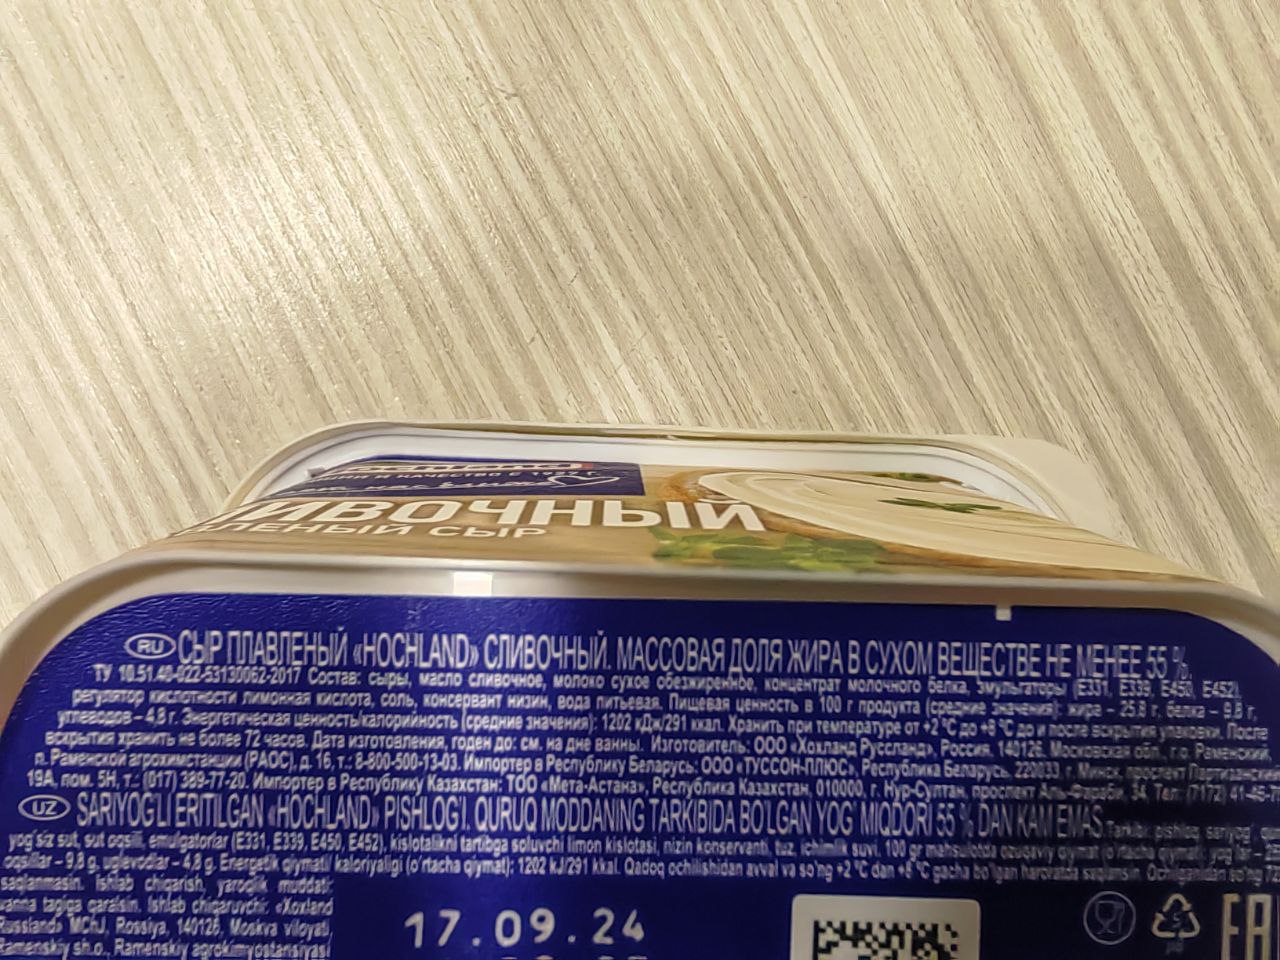 ИВОЧНЫЙ
ЛЕНЫЙ СЫР
RU СЫР ПЛАВЛЕНЫЙ «HOCHLAND» СЛИВОЧНЫЙ. МАССОВАЯ ДОЛЯ ЖИРА В СУХОМ ВЕЩЕСТВЕ НЕ МЕНЕЕ 55 %.
ТУ 10.51.40-022-53130062-2017 Состав: сыры, масло сливочное, молоко сухое обезжиренное, концентрат молочного белка, эмульгаторы (Е331, Е339, Е450, Е452),
регулятор кислотности лимонная кислота, соль, консервант низин, вода питьевая. Пищевая ценность в 100 г продукта (средние значения): жира – 25,8 г, белка – 9,8 г,
углеводов – 4,8 г. Энергетическая ценность/калорийность (средние значения): 1202 кДж/291 ккал. Хранить при температуре от +2 °C до +6 °C до и после вскрытия упаковки. После
вскрытия хранить не более 72 часов. Дата изготовления, годен до: см. на дне ванны. Изготовитель: ООО «Хохланд Руссланд», Россия, 140126, Московская обл., г.о. Раменский,
п. Раменской агрохимстанции (РАОС), д. 16, т.: 8-800-500-13-03. Импортер в Республику Беларусь: ООО «ТУССОН-ПЛЮС», Республика Беларусь, 220033, г. Минск, проспект Партизански
19А, пом. 5Н, т.: (017) 389-77-20. Импортер в Республику Казахстан: ТОО «Мета-Астана», Республика Казахстан, 010000, г. Нур-Султан, проспект Аль-Фараби, 34. Тел: (7172) 41-46-7
UZ SARIYOG'LI ERITILGAN «HOCHLAND» PISHLOG'I. QURUQ MODDANING TARKIBIDA BO'LGAN YOG' MIQDORI 55 % DAN KAM EMAS. Tarkibi: pishloq, sariyog',
yog'siz sut, sut oqsili, emulgatorlar (E331, E339, E450, E452), kislotalikni tartibga soluvchi limon kislotasi, nizin konservanti, tuz, ichimlik suvi. 100 gr mahsulotda ozuqaviy qiymat (o'rtacha qiymat): yog'lar –
oqsillar – 9,8 g, uglevodlar – 4,8 g. Energetik qiymati/ kaloriyaligi (o'rtacha qiymat): 1202 kJ/291 kkal. Qadoq ochilishidan avval va so'ng +2 °C dan +6 °C gacha bo'lgan haroratda saqlansin. Ochilganidan so'ng 72
saqlanmasin. Ishlab chiqarish, yaroqlik muddati:
vanna tagiga qaralsin. Ishlab chiqaruvchi: «Xoxland
Russland» MChJ, Rossiya, 140126, Moskva viloyati,
Ramenskiy sh.o., Ramenskiy agrokimyostansiyasi
17.09.24
EAC